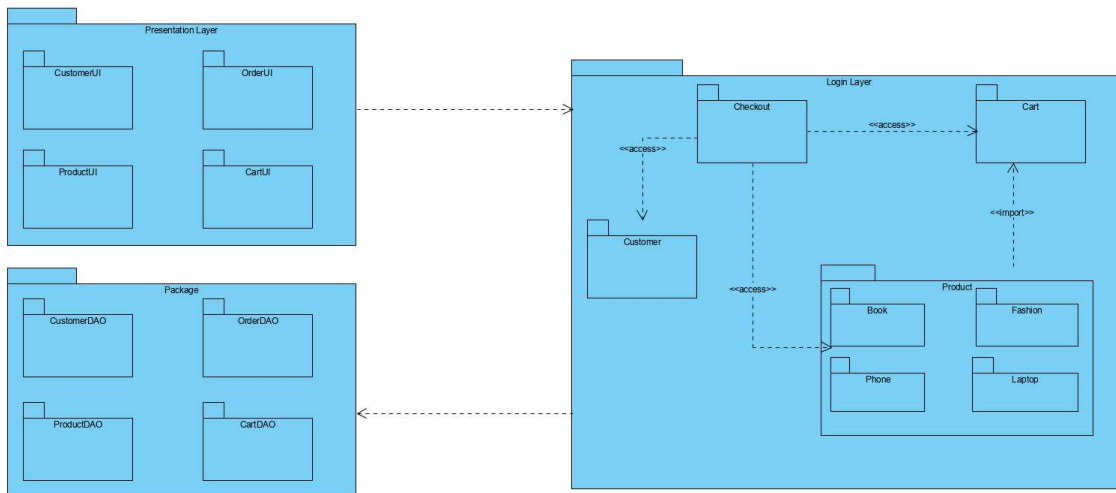 Presentation Layer
CustomerUI
OrderUI
ProductUI
CartUI
Login Layer
Checkout
Cart
<<access>>
<<access>>
<<import>>
Customer
<<access>>
Product
Book
Fashion
Phone
Laptop
Package
CustomerDAO
OrderDAO
ProductDAO
CartDAO